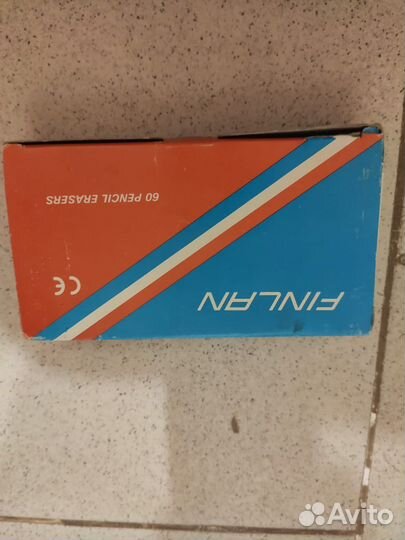 FINLAN
60 PENCIL ERASERS
CE
Avito